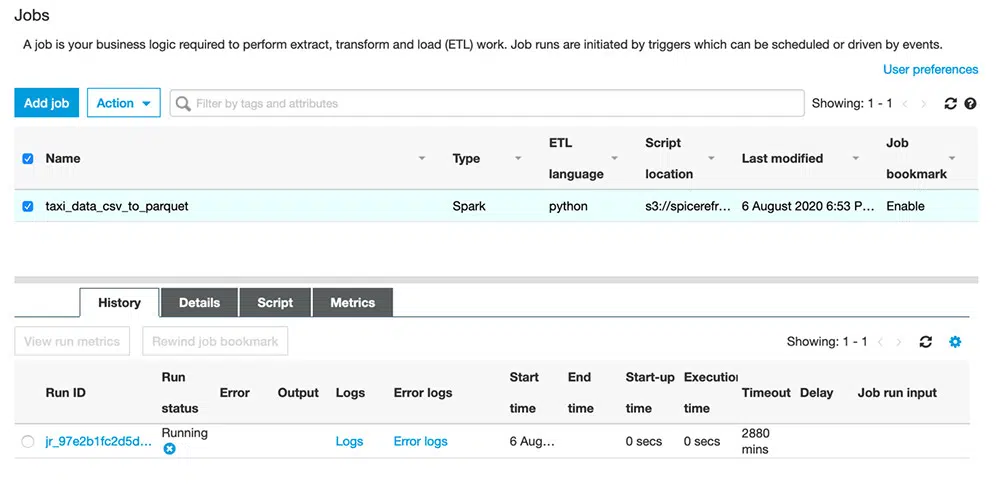 Jobs
A job is your business logic required to perform extract, transform and load (ETL) work. Job runs are initiated by triggers which can be scheduled or driven by events.
User preferences
Add job Action Filter by tags and attributes Showing: 1 - 1
Name Type ETL language Script location Last modified Job bookmark
taxi_data_csv_to_parquet Spark python s3://spicerefr... 6 August 2020 6:53 P... Enable
History Details Script Metrics
View run metrics Rewind job bookmark Showing: 1 - 1
Run ID Run status Error Output Logs Error logs Start time End time Start-up time Execution time Timeout Delay Job run input
jr_97e2b1fc2d5d... Running Logs Error logs 6 Aug... 0 secs 0 secs 2880 mins